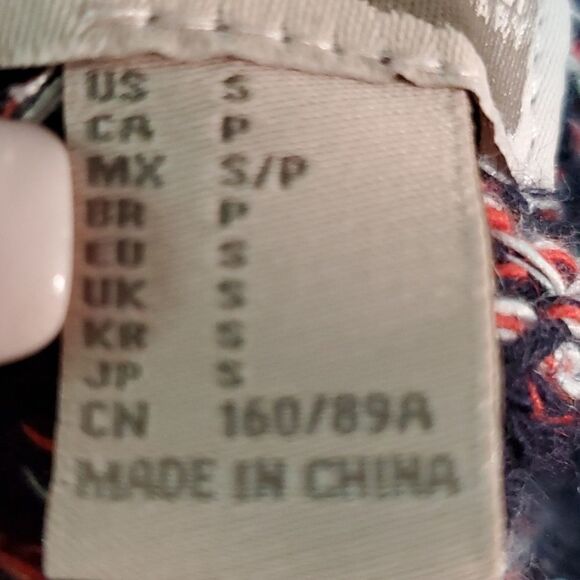 US S
CA P
MX S/P
BR P
EU S
UK S
KR S
JP S
CN 160/89A
MADE IN CHINA